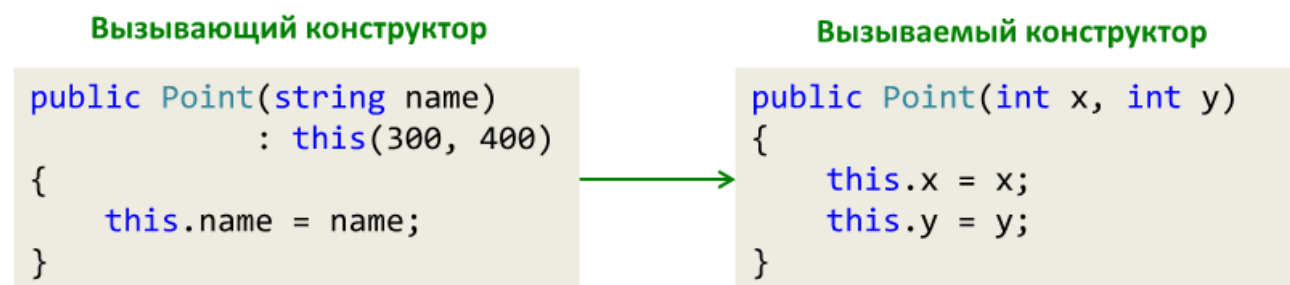 Вызывающий конструктор
public Point(string name)
: this(300, 400)
{
this.name = name;
}
Вызываемый конструктор
public Point(int x, int y)
{
this.x = x;
this.y = y;
}